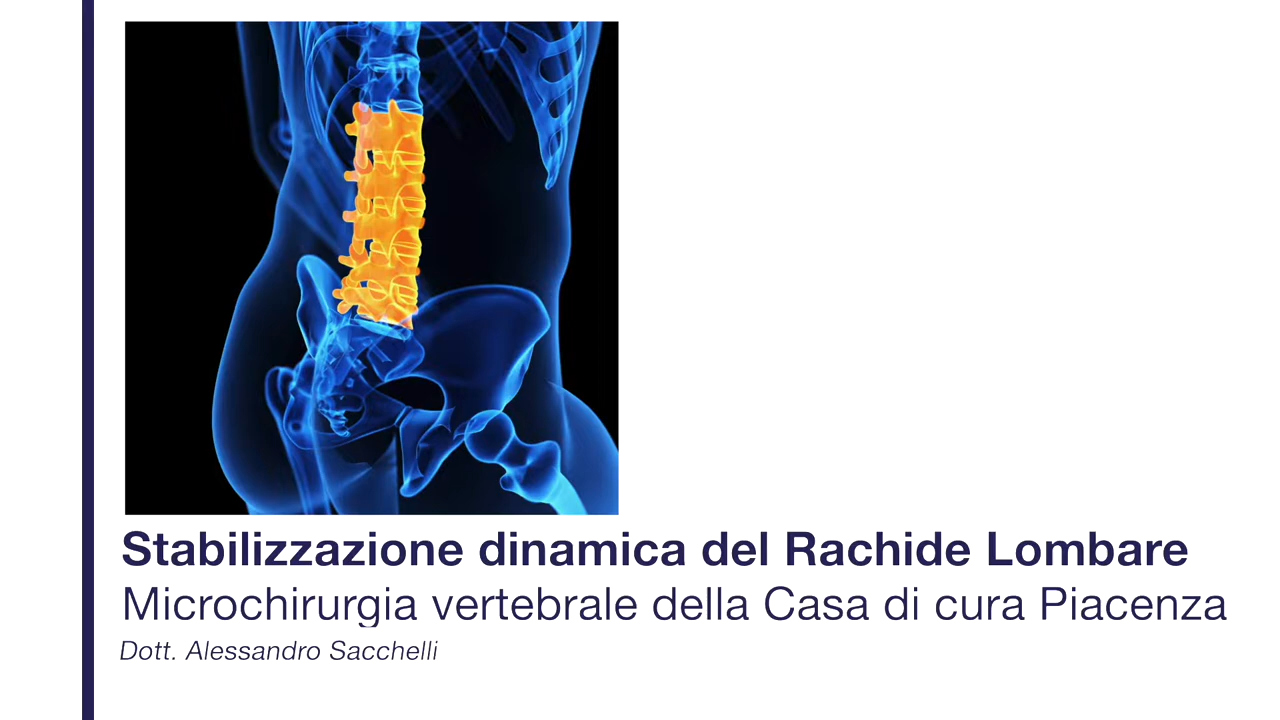 Stabilizzazione dinamica del Rachide Lombare
Microchirurgia vertebrale della Casa di cura Piacenza
Dott. Alessandro Sacchelli